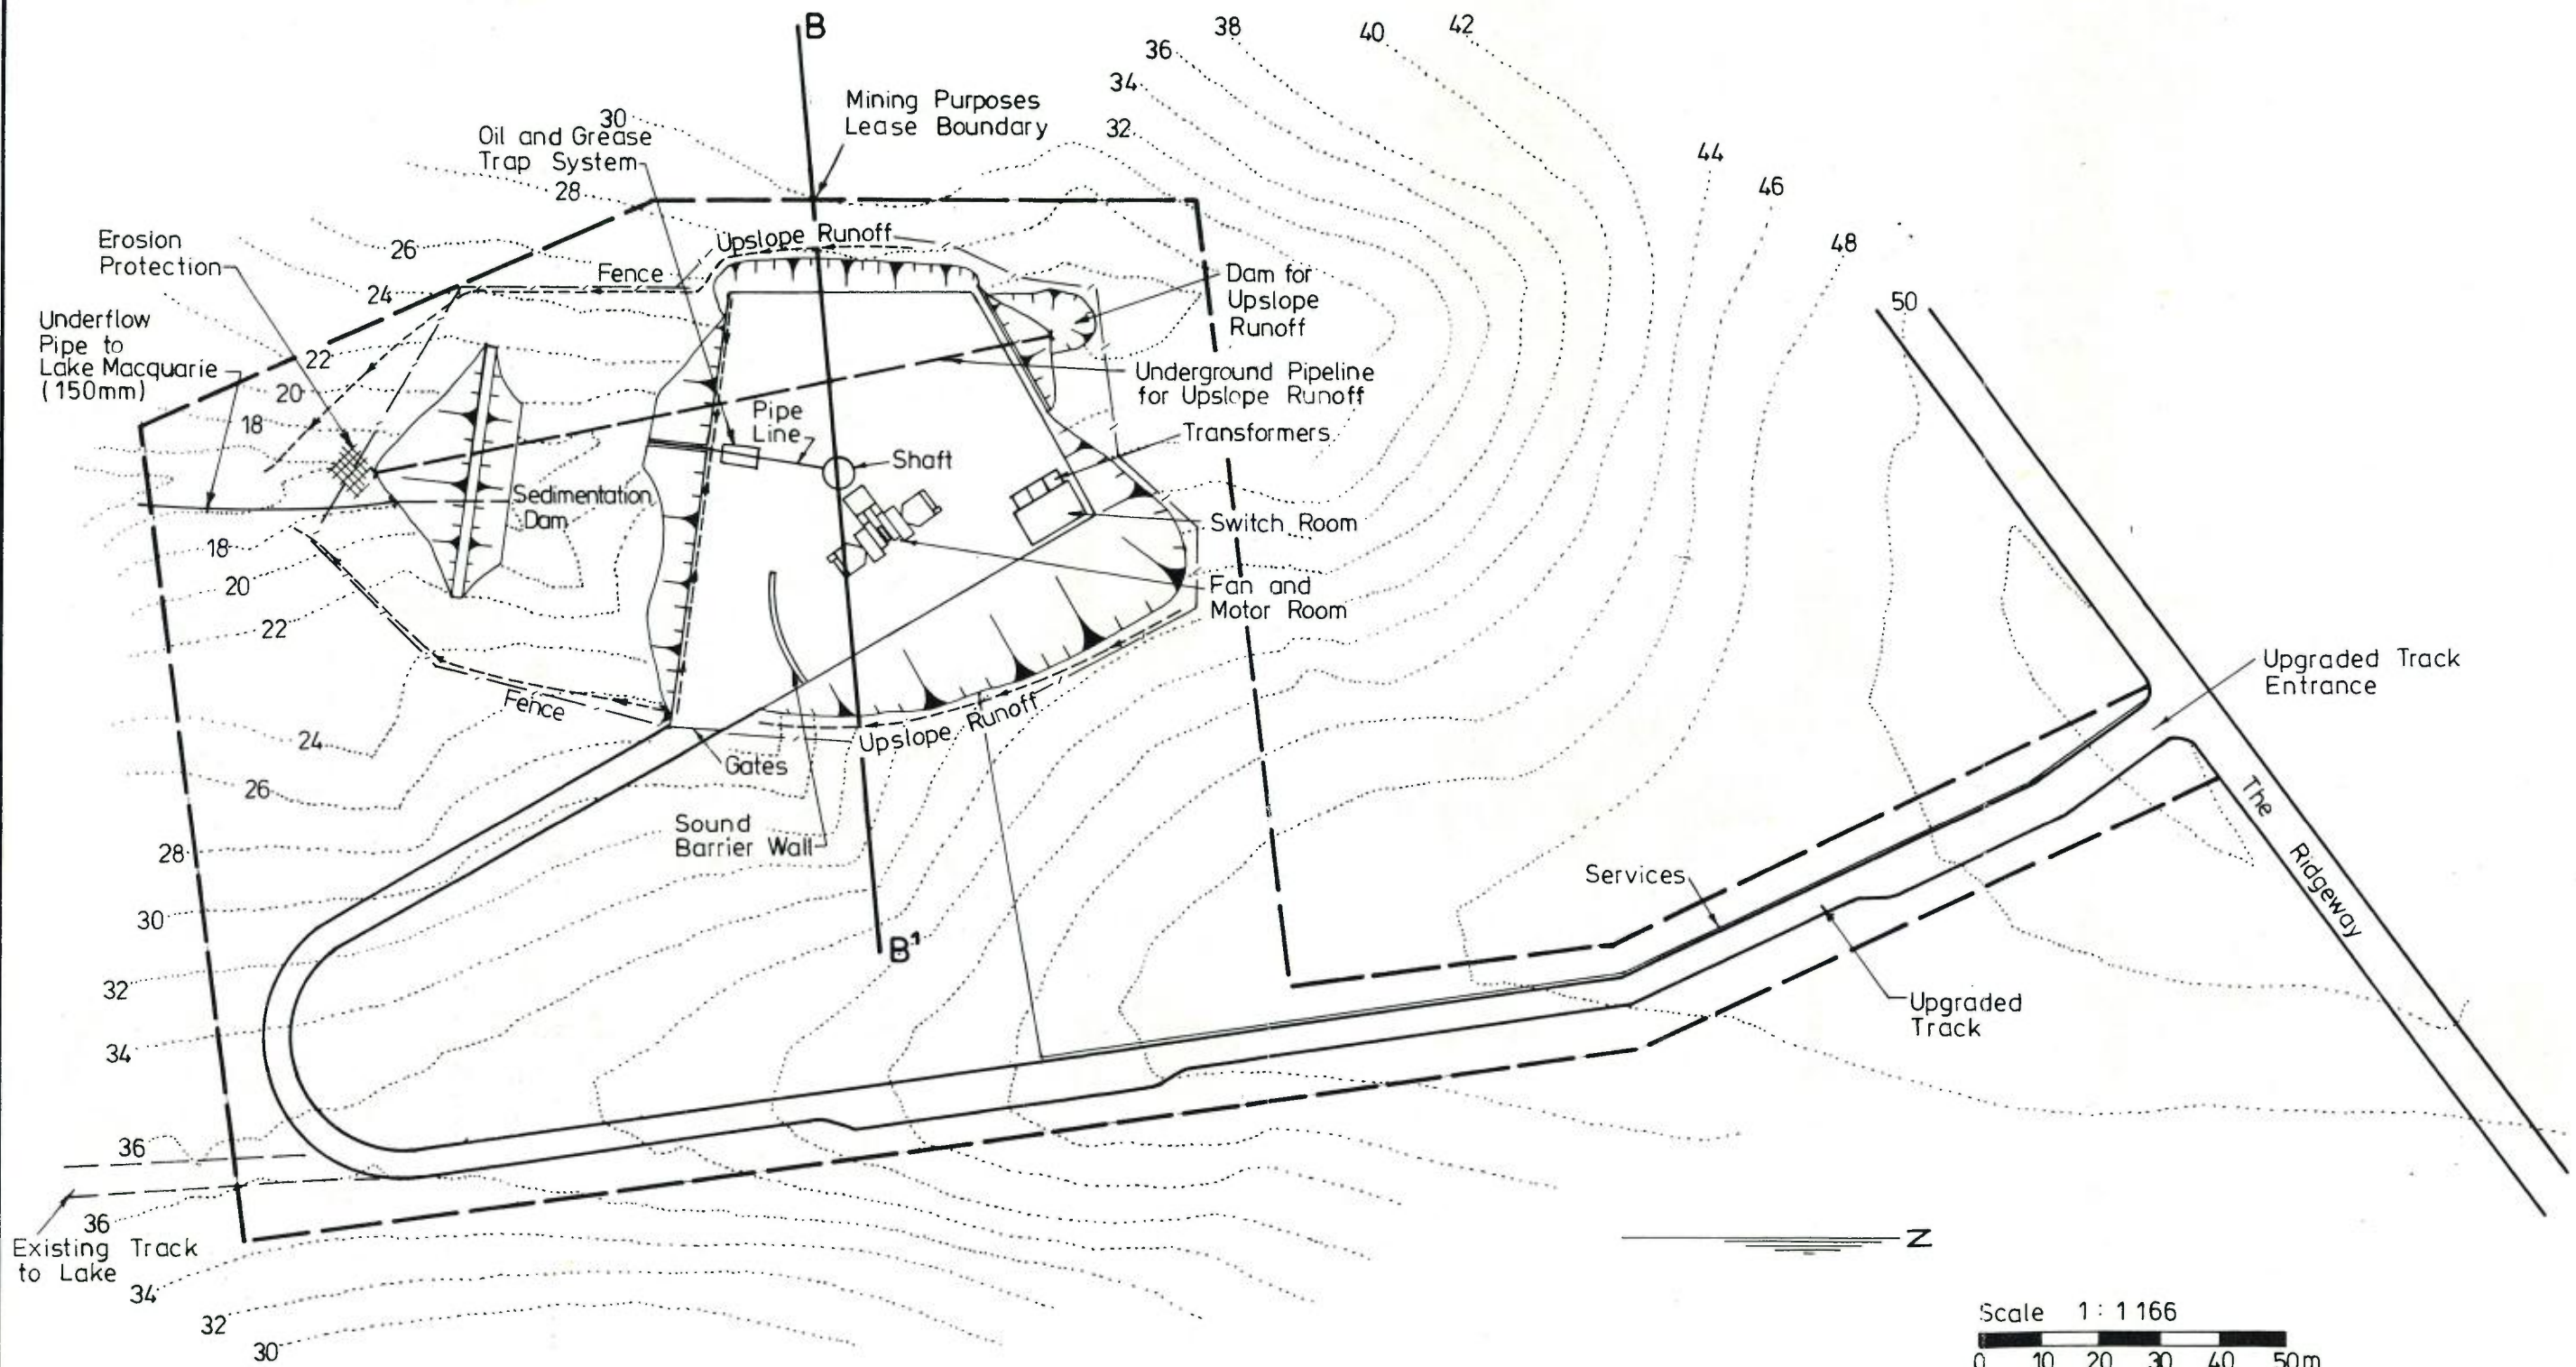 B
38
40
42
36
34
32
30
Mining Purposes
Lease Boundary
Oil and Grease
Trap System
28
44
46
48
50
Erosion
Protection
26
Upslope Runoff
Fence
24
Dam for
Upslope
Runoff
Underflow
Pipe to
Lake Macquarie
(150mm)
22
20
18
Underground Pipeline
for Upslope Runoff
Pipe
Line
Transformers
Shaft
Sedimentation
Dam
Switch Room
18
20
22
Fan and
Motor Room
Upgraded Track
Entrance
Fence
Upslope Runoff
24
Gates
26
The Ridgeway
Sound
Barrier Wall
28
Services
30
B¹
32
Upgraded
Track
34
36
36
Existing Track
to Lake
34
32
30
N
Scale 1 : 1 166
0 10 20 30 40 50m